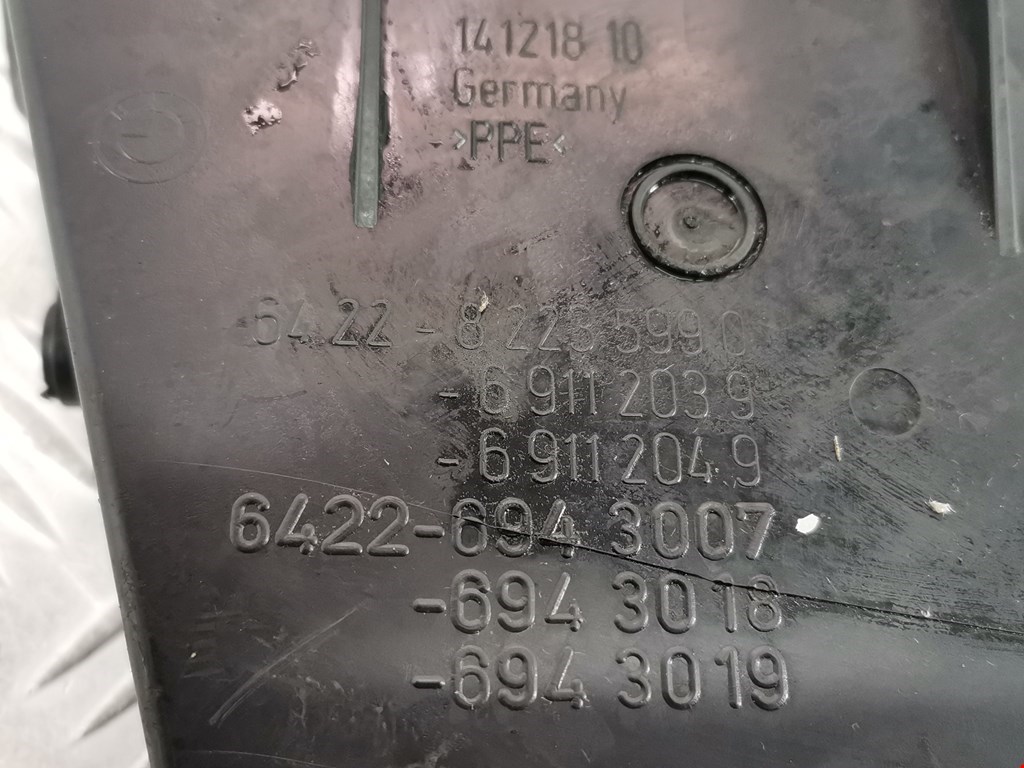 141218 10
Germany
>PPE<
6422-8 223 599 0
-6 911 203 9
-6 911 204 9
6422-694 3007
-694 3018
-694 3019